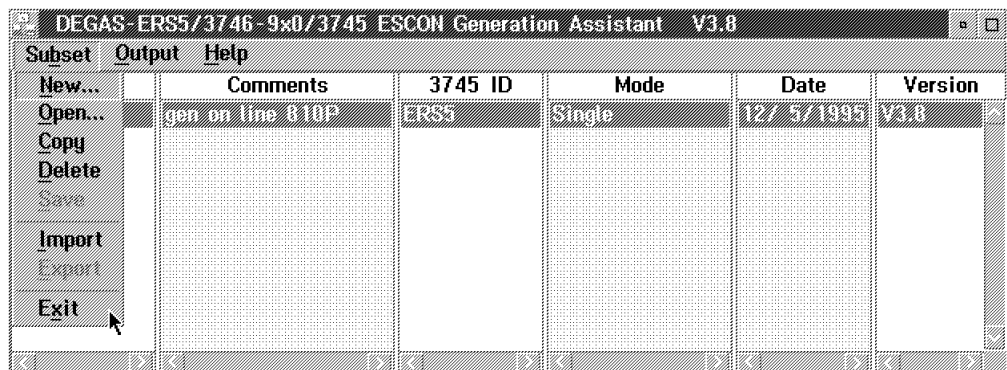 DEGAS-ERS5/3746-9x0/3745 ESCON Generation Assistant V3.8
Subset Output Help
New... Comments 3745 ID Mode Date Version
Open... gen on line 810P ERS5 Single 12/ 5/1995 V3.8
Copy
Delete
Save
Import
Export
Exit